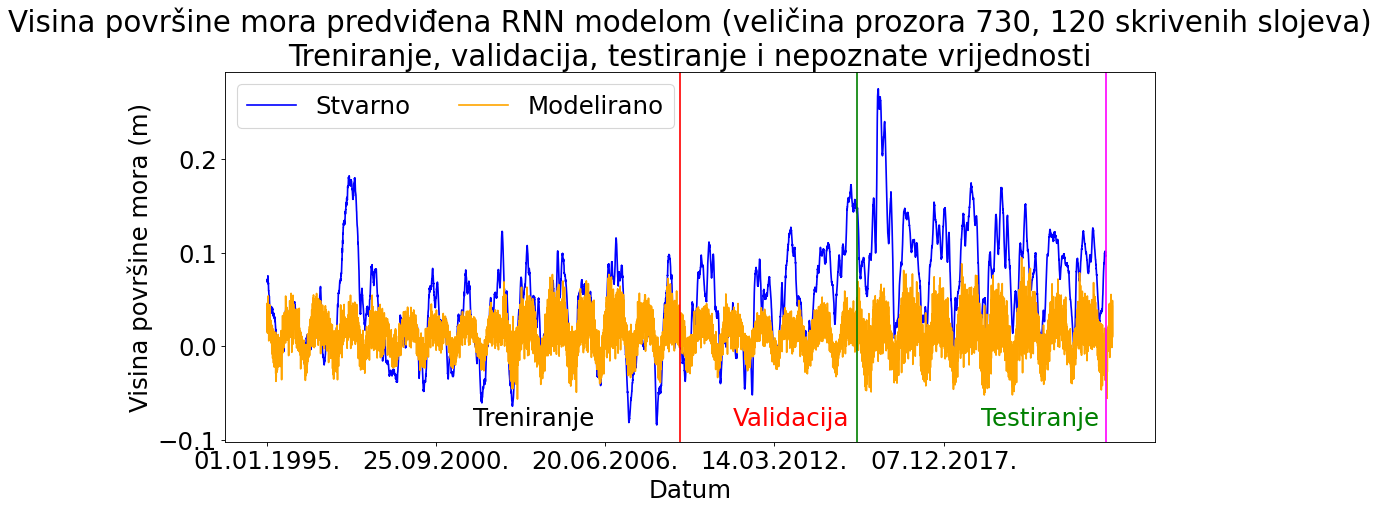 Visina površine mora predviđena RNN modelom (veličina prozora 730, 120 skrivenih slojeva)
Treniranje, validacija, testiranje i nepoznate vrijednosti
Stvarno Modelirano
Visina površine mora (m)
0.2
0.1
0.0
−0.1
Treniranje Validacija Testiranje
01.01.1995. 25.09.2000. 20.06.2006. 14.03.2012. 07.12.2017.
Datum